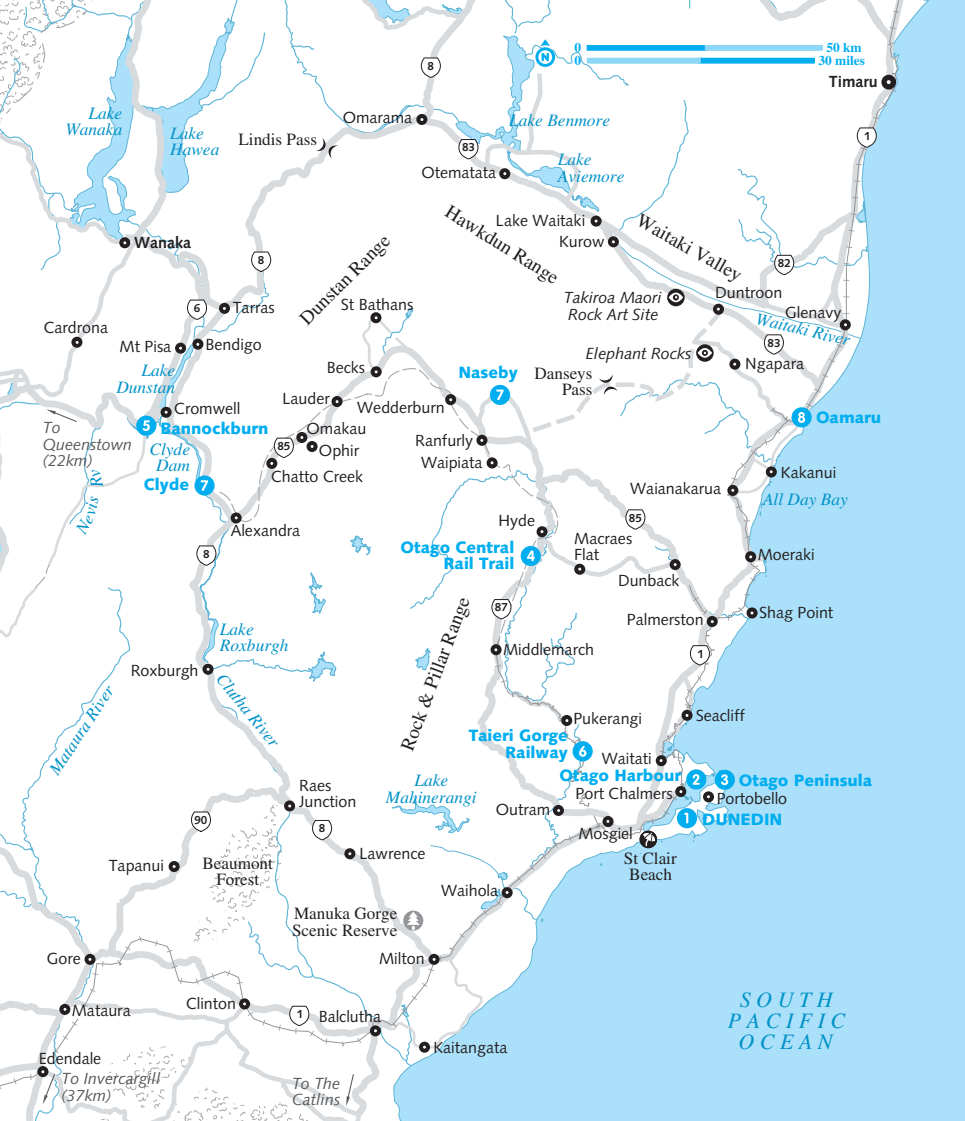 0
50 km
0
30 miles
N
Timaru
8
1
Lake
Wanaka
Lake
Hawea
Omarama
Lake Benmore
Lindis Pass
83
Otematata
Lake
Aviemore
Hawkdun Range
Lake Waitaki
Kurow
Waitaki Valley
Wanaka
8
Dunstan Range
82
Takiroa Maori
Rock Art Site
Duntroon
St Bathans
6
Tarras
Glenavy
Waitaki River
Cardrona
Mt Pisa
Bendigo
83
Elephant Rocks
Ngapara
Lake
Dunstan
Becks
Naseby
7
Danseys
Pass
Lauder
Wedderburn
Cromwell
5
Bannockburn
8
Oamaru
To
Queenstown
(22km)
Omakau
85
Ophir
Ranfurly
Waipiata
Clyde
Dam
Chatto Creek
Kakanui
Clyde
7
Waianakarua
All Day Bay
Nevis Rv
Alexandra
Hyde
85
8
Otago Central
Rail Trail
4
Macraes
Flat
Moeraki
Dunback
87
Rock & Pillar Range
Palmerston
Shag Point
Lake
Roxburgh
Middlemarch
1
Roxburgh
Clutha River
Mataura River
Pukerangi
Seacliff
Taieri Gorge
Railway
6
Waitati
Otago Harbour
2
3
Otago Peninsula
Port Chalmers
Portobello
Lake
Mahinerangi
Raes
Junction
Outram
1
DUNEDIN
90
8
Mosgiel
St Clair
Beach
Lawrence
Tapanui
Beaumont
Forest
Waihola
Manuka Gorge
Scenic Reserve
Gore
Milton
Clinton
Mataura
1
Balclutha
SOUTH
PACIFIC
OCEAN
Kaitangata
Edendale
To Invercargill
(37km)
To The
Catlins